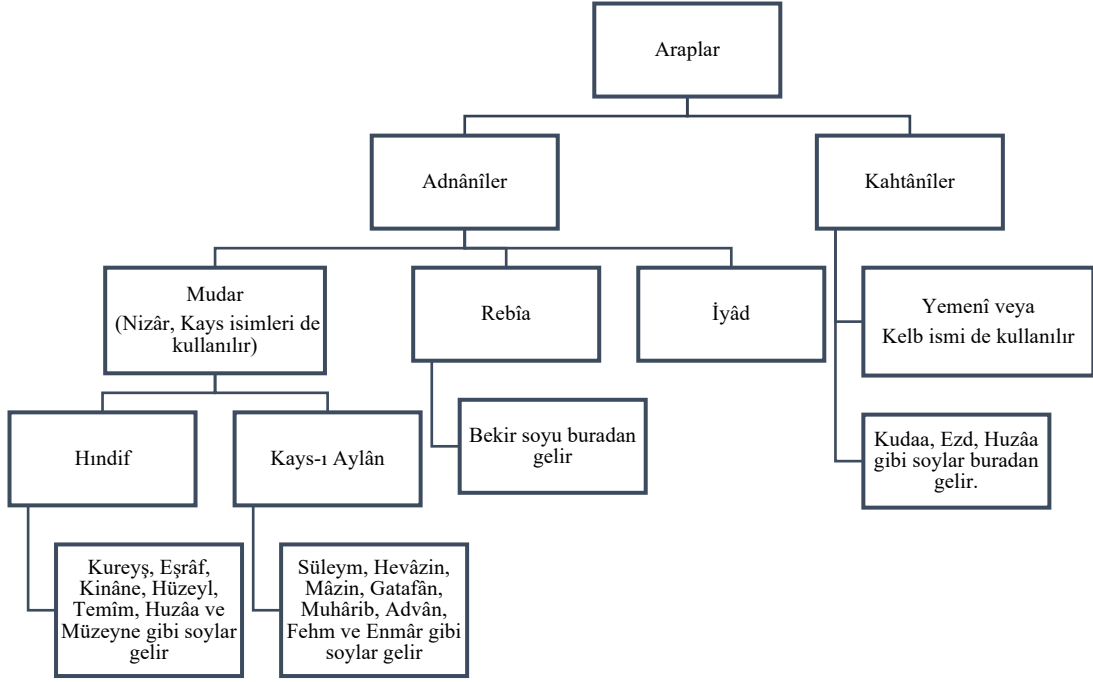 Araplar
Adnânîler
Kahtânîler
Mudar
(Nizâr, Kays isimleri de
kullanılır)
Rebîa
İyâd
Yemenî veya
Kelb ismi de kullanılır
Hındif
Kays-ı Aylân
Bekir soyu buradan
gelir
Kudaa, Ezd, Huzâa
gibi soylar buradan
gelir.
Kureyş, Eşrâf,
Kinâne, Hüzeyl,
Temîm, Huzâa ve
Müzeyne gibi soylar
gelir
Süleym, Hevâzin,
Mâzin, Gatafân,
Muhârib, Advân,
Fehm ve Enmâr gibi
soylar gelir